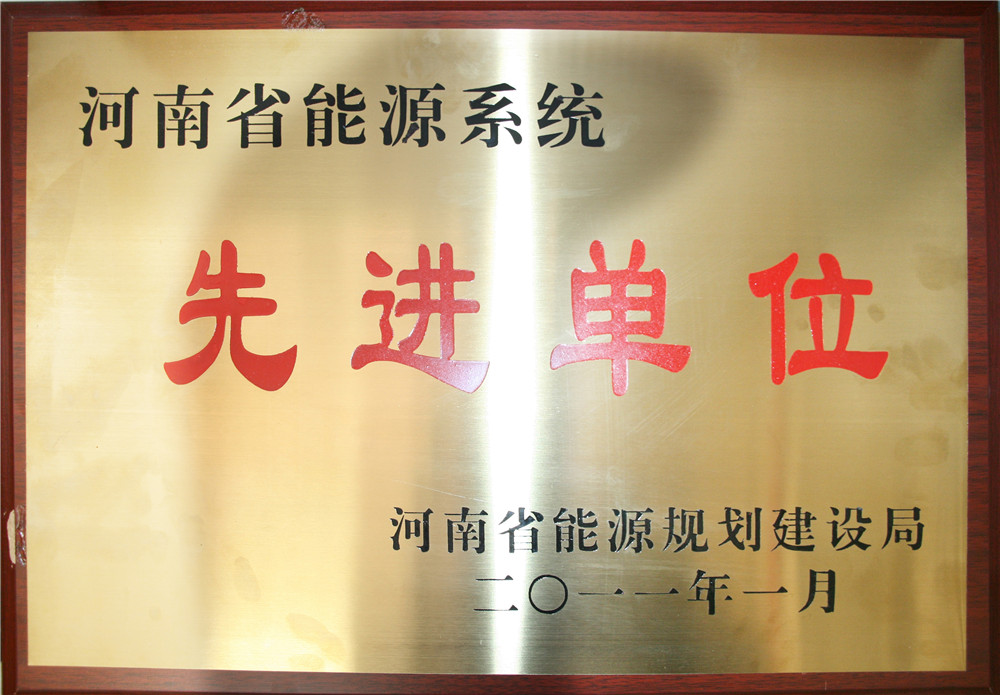 河南省能源系统
先进单位
河南省能源规划建设局
二〇一一年一月